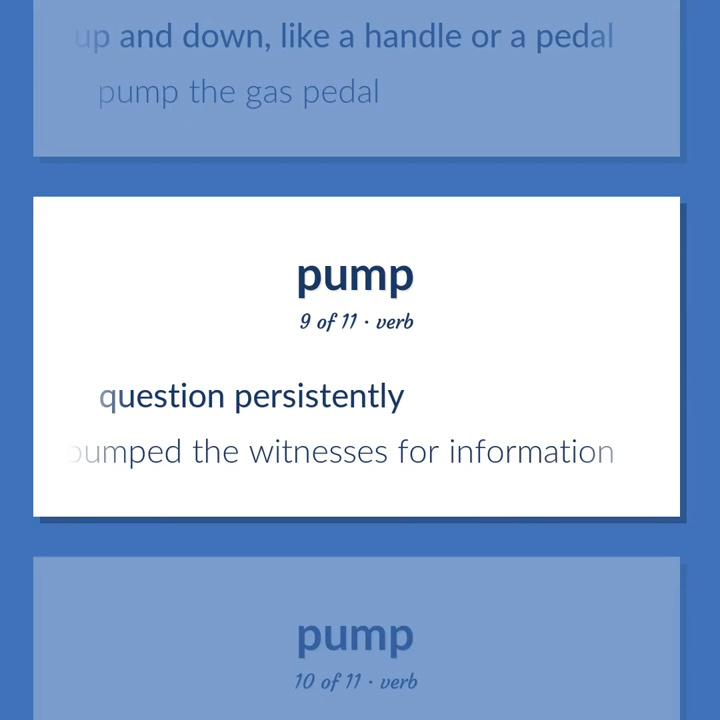 up and down, like a handle or a pedal
pump the gas pedal
pump
9 of 11 · verb
question persistently
pumped the witnesses for information
pump
10 of 11 · verb